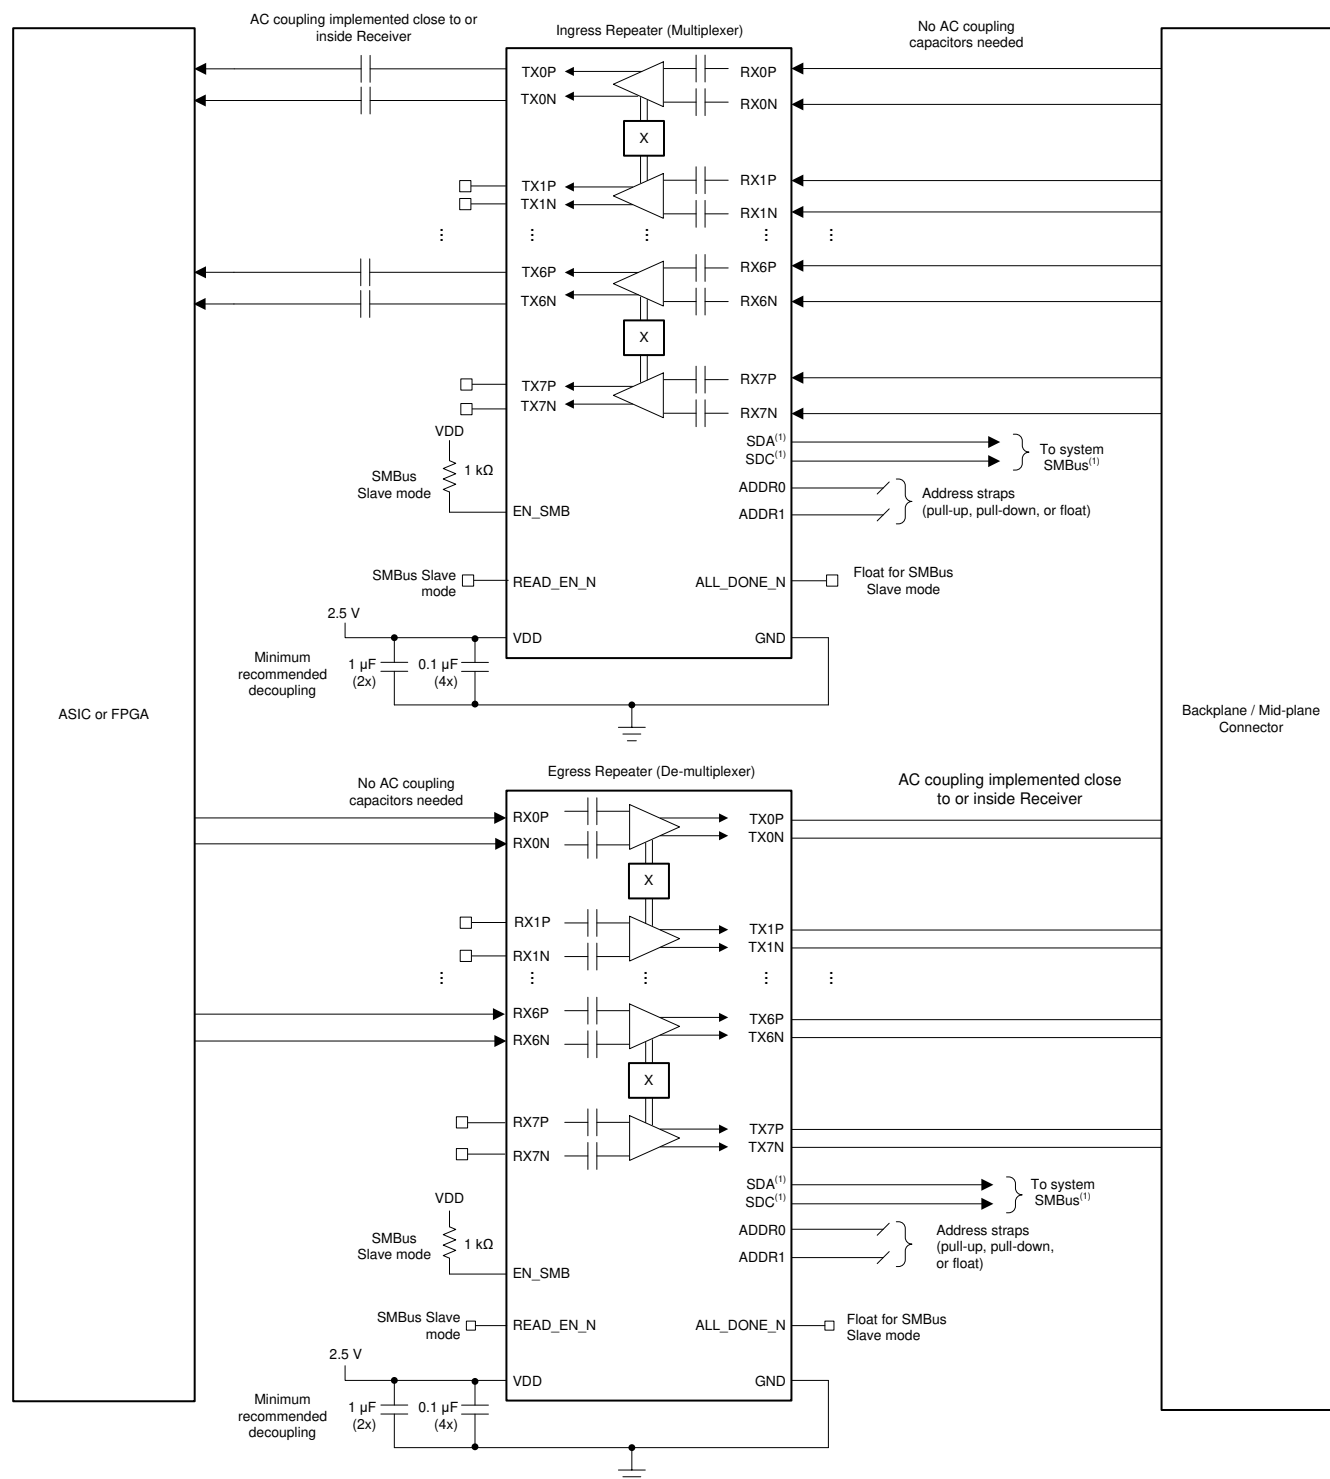 AC coupling implemented close to or
inside Receiver
Ingress Repeater (Multiplexer)
No AC coupling
capacitors needed
TX0P
RX0P
TX0N
RX0N
X
TX1P
RX1P
TX1N
RX1N
... ... ... ... ...
TX6P
RX6P
TX6N
RX6N
X
TX7P
RX7P
TX7N
RX7N
VDD
SMBus
Slave mode
1 kΩ
EN_SMB
SDA(1)
SDC(1)
To system
SMBus(1)
ADDR0
ADDR1
Address straps
(pull-up, pull-down, or float)
SMBus Slave
mode
READ_EN_N
ALL_DONE_N
Float for SMBus
Slave mode
2.5 V
VDD
GND
Minimum
recommended
decoupling
1 µF
(2x)
0.1 µF
(4x)
ASIC or FPGA
Backplane / Mid-plane
Connector
Egress Repeater (De-multiplexer)
No AC coupling
capacitors needed
AC coupling implemented close
to or inside Receiver
RX0P
TX0P
RX0N
TX0N
X
RX1P
TX1P
RX1N
TX1N
... ... ... ... ...
RX6P
TX6P
RX6N
TX6N
X
RX7P
TX7P
RX7N
TX7N
VDD
SMBus
Slave mode
1 kΩ
EN_SMB
SDA(1)
SDC(1)
To system
SMBus(1)
ADDR0
ADDR1
Address straps
(pull-up, pull-down,
or float)
SMBus Slave
mode
READ_EN_N
ALL_DONE_N
Float for SMBus
Slave mode
2.5 V
VDD
GND
Minimum
recommended
decoupling
1 µF
(2x)
0.1 µF
(4x)